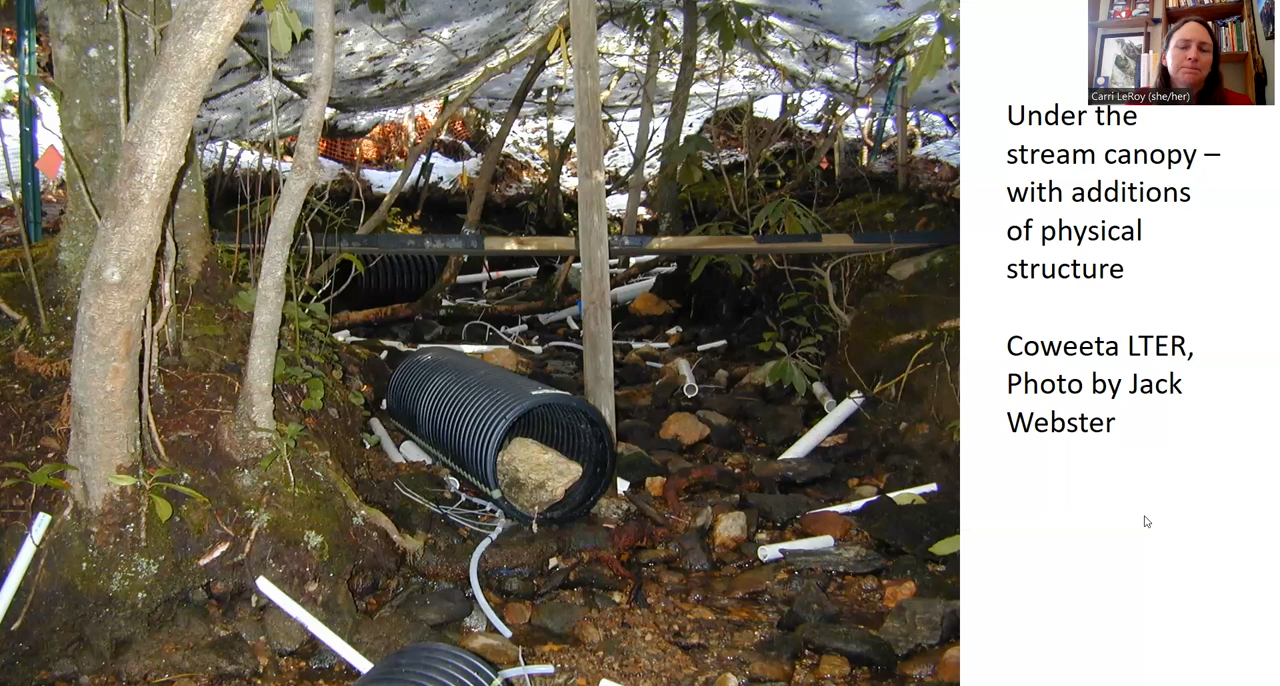 Carri LeRoy (she/her)
Under the
stream canopy –
with additions
of physical
structure
Coweeta LTER,
Photo by Jack
Webster